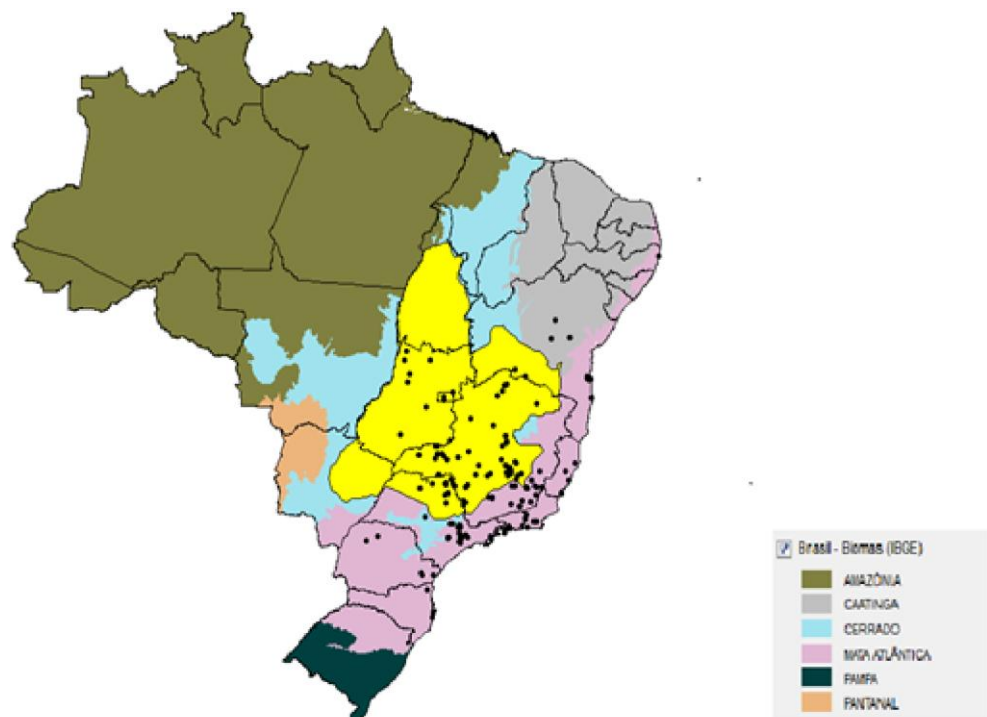 Brasil - Biomas (IBGE)
AMAZÔNIA
CAATINGA
CERRADO
MATA ATLÂNTICA
PAMPA
PANTANAL